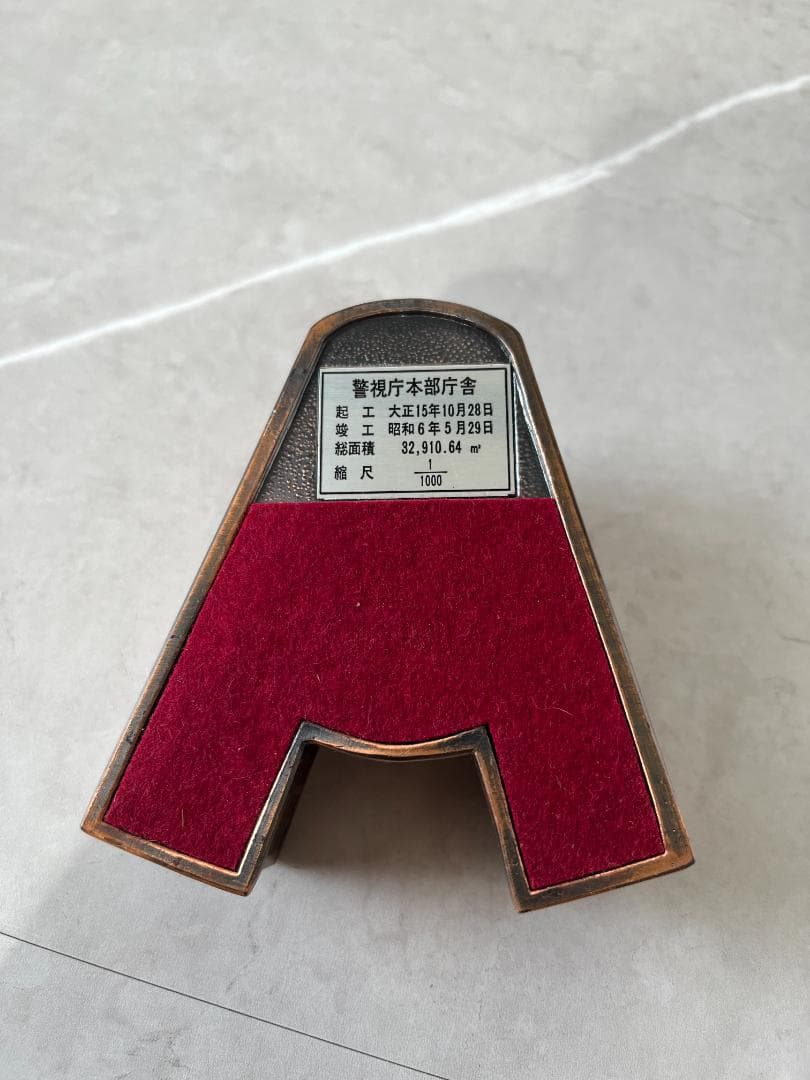 警視庁本部庁舎
起工 大正15年10月28日
竣工 昭和6年5月29日
総面積 32,910.64 ㎡
縮尺 1/1000